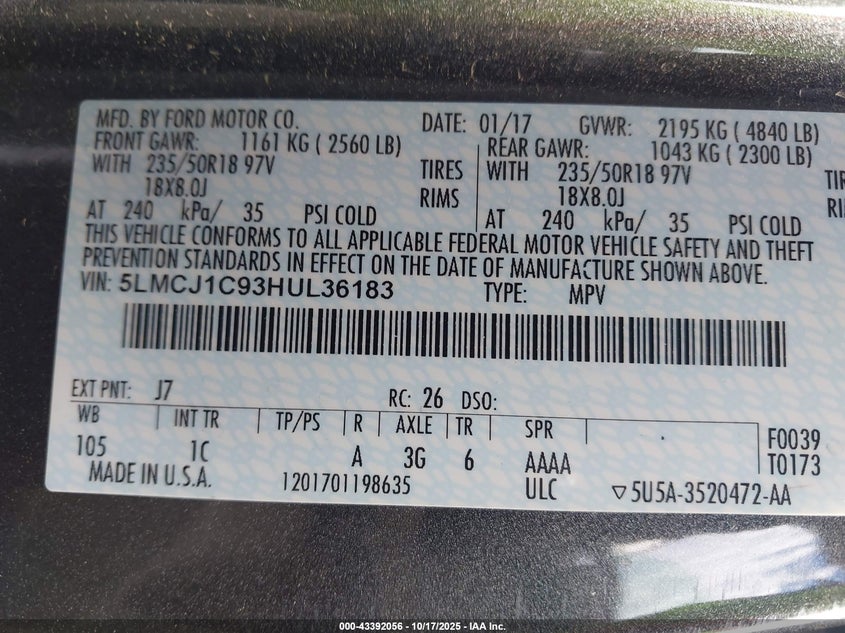 MFD. BY FORD MOTOR CO. DATE: 01/17 GVWR: 2195 KG ( 4840 LB)
FRONT GAWR: 1161 KG ( 2560 LB) REAR GAWR: 1043 KG ( 2300 LB)
WITH 235/50R18 97V TIRES WITH 235/50R18 97V
18X8.0J RIMS 18X8.0J
AT 240 kPa/ 35 PSI COLD AT 240 kPa/ 35 PSI COLD
THIS VEHICLE CONFORMS TO ALL APPLICABLE FEDERAL MOTOR VEHICLE SAFETY AND THEFT
PREVENTION STANDARDS IN EFFECT ON THE DATE OF MANUFACTURE SHOWN ABOVE.
VIN: 5LMCJ1C93HUL36183 TYPE: MPV
EXT PNT: J7 RC: 26 DSO:
WB INT TR TP/PS R AXLE TR SPR F0039
105 1C A 3G 6 AAAA T0173
MADE IN U.S.A. 1201701198635 ULC ▽5U5A-3520472-AA
000-43392056 - 10/17/2025 - IAA Inc.